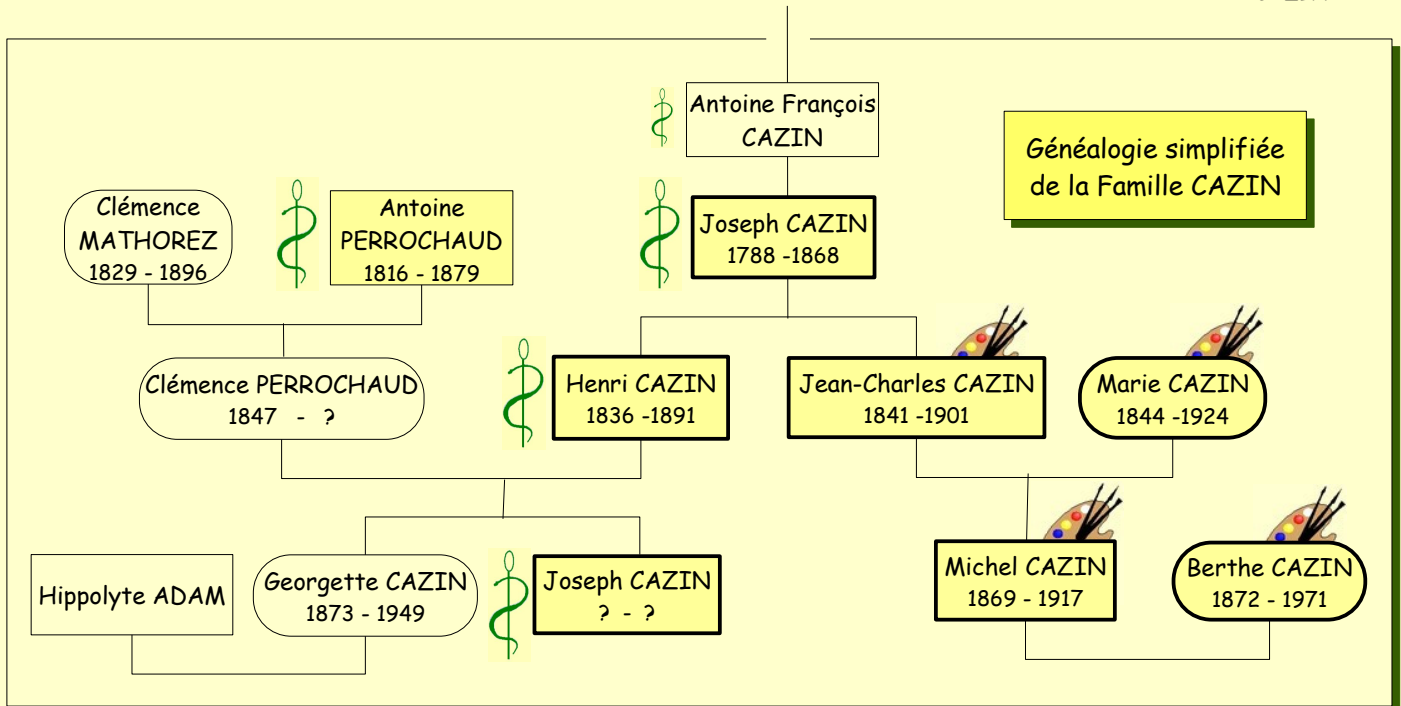 Antoine François
CAZIN
Généalogie simplifiée
de la Famille CAZIN
Clémence
MATHOREZ
1829 - 1896
Antoine
PERROCHAUD
1816 - 1879
Joseph CAZIN
1788 -1868
Clémence PERROCHAUD
1847 - ?
Henri CAZIN
1836 -1891
Jean-Charles CAZIN
1841 -1901
Marie CAZIN
1844 -1924
Hippolyte ADAM
Georgette CAZIN
1873 - 1949
Joseph CAZIN
? - ?
Michel CAZIN
1869 - 1917
Berthe CAZIN
1872 - 1971